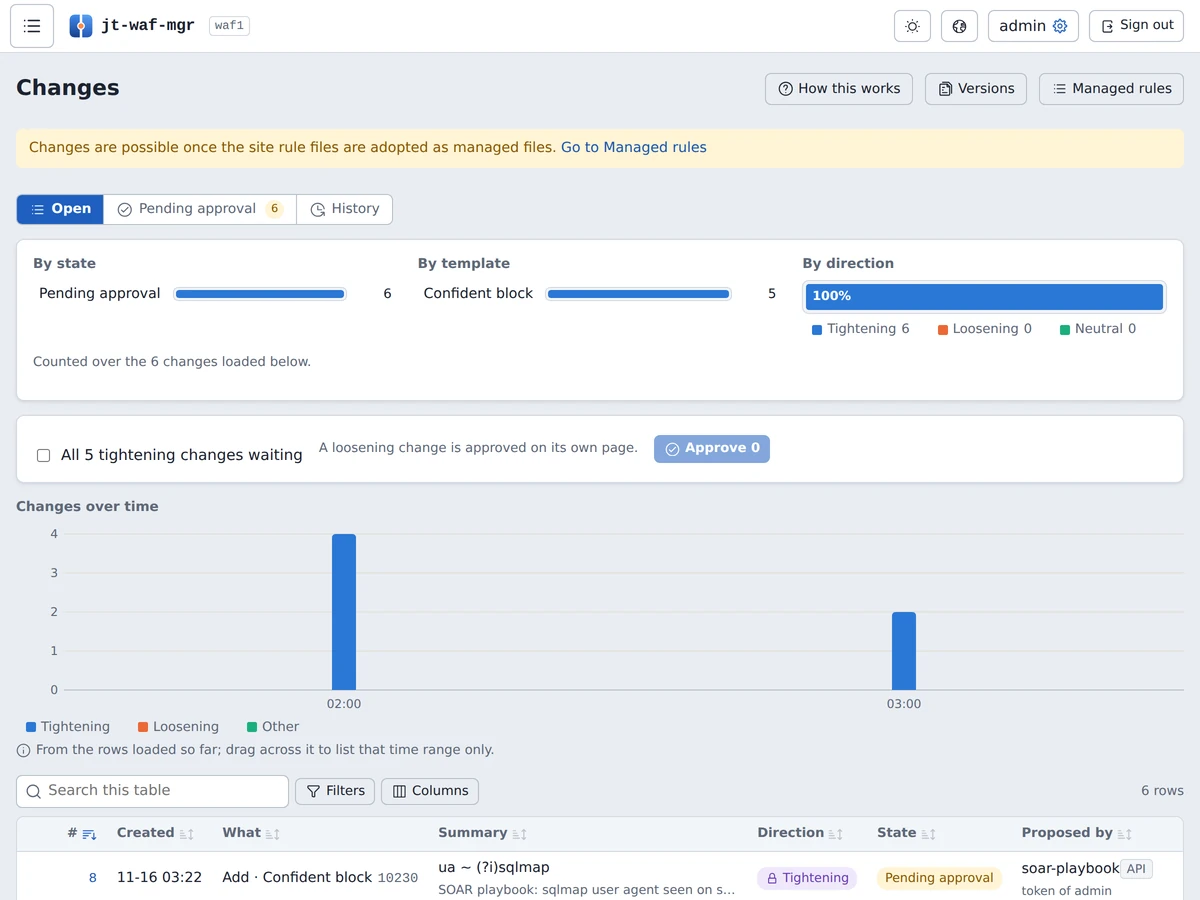 jt-waf-mgr waf1 admin Sign out
Changes How this works Versions Managed rules
Changes are possible once the site rule files are adopted as managed files. Go to Managed rules
Open Pending approval 6 History
By state By template By direction
Pending approval 6 Confident block 5 100%
Tightening 6 Loosening 0 Neutral 0
Counted over the 6 changes loaded below.
All 5 tightening changes waiting A loosening change is approved on its own page. Approve 0
Changes over time
4
3
2
1
0
02:00 03:00
Tightening Loosening Other
From the rows loaded so far; drag across it to list that time range only.
Search this table Filters Columns 6 rows
# Created What Summary Direction State Proposed by
8 11-16 03:22 Add · Confident block 10230 ua ~ (?i)sqlmap Tightening Pending approval soar-playbook API
SOAR playbook: sqlmap user agent seen on s… token of admin